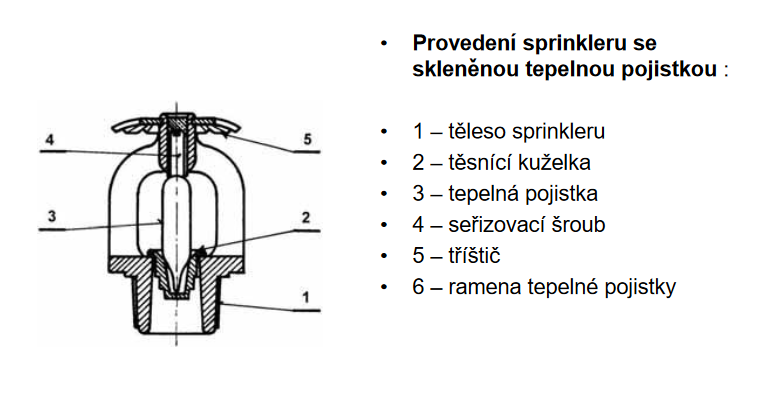 • Provedení sprinkleru se
skleněnou tepelnou pojistkou :
• 1 – těleso sprinkleru
• 2 – těsnící kuželka
• 3 – tepelná pojistka
• 4 – seřizovací šroub
• 5 – tříštič
• 6 – ramena tepelné pojistky
4
5
3
2
1